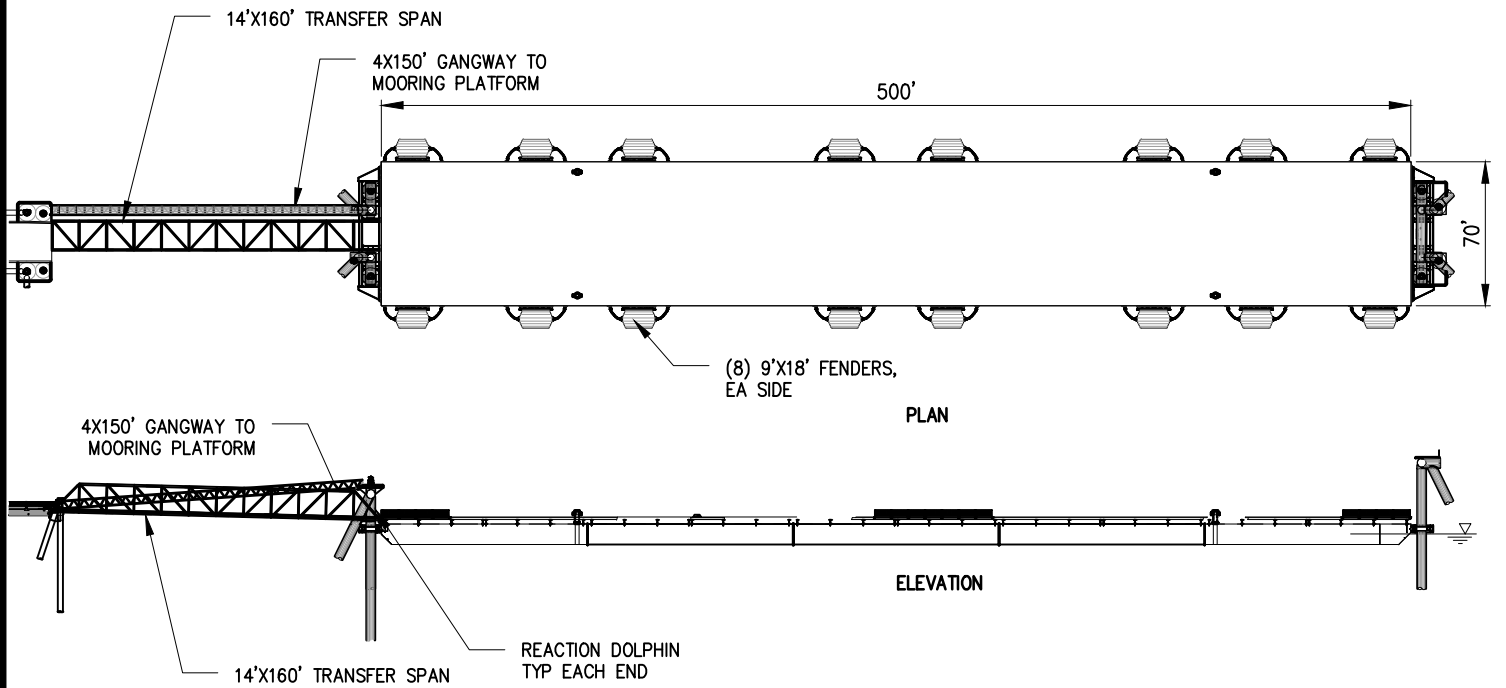 14'X160' TRANSFER SPAN
4X150' GANGWAY TO
MOORING PLATFORM
500'
70'
(8) 9'X18' FENDERS,
EA SIDE
PLAN
4X150' GANGWAY TO
MOORING PLATFORM
ELEVATION
REACTION DOLPHIN
TYP EACH END
14'X160' TRANSFER SPAN